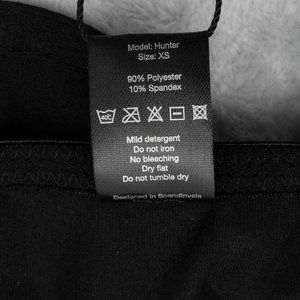 Model: Hunter
Size: XS
90% Polyester
10% Spandex
40C
Mild detergent
Do not iron
No bleaching
Dry flat
Do not tumble dry
Designed in Scandinavia